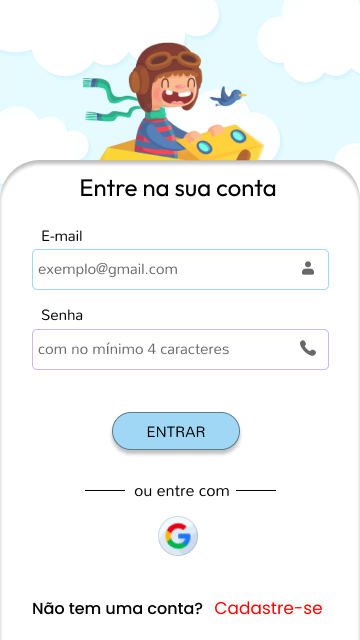 Entre na sua conta
E-mail
exemplo@gmail.com
Senha
com no mínimo 4 caracteres
ENTRAR
ou entre com
Não tem uma conta? Cadastre-se